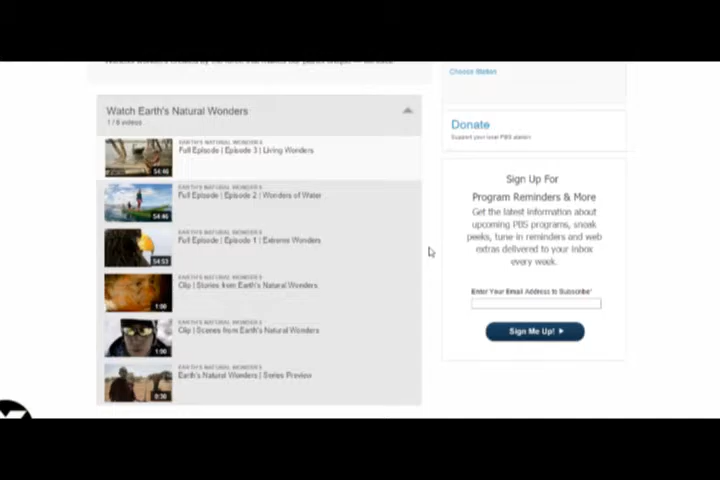 Choose Station
Watch Earth's Natural Wonders
1 / 6 videos
EARTH'S NATURAL WONDERS
Full Episode | Episode 3 | Living Wonders
54:46
EARTH'S NATURAL WONDERS
Full Episode | Episode 2 | Wonders of Water
54:46
EARTH'S NATURAL WONDERS
Full Episode | Episode 1 | Extreme Wonders
54:53
EARTH'S NATURAL WONDERS
Clip | Stories from Earth's Natural Wonders
1:00
EARTH'S NATURAL WONDERS
Clip | Scenes from Earth's Natural Wonders
1:00
EARTH'S NATURAL WONDERS
Earth's Natural Wonders | Series Preview
0:30
Donate
Support your local PBS station
Sign Up For
Program Reminders & More
Get the latest information about
upcoming PBS programs, sneak
peeks, tune-in reminders and web
extras delivered to your inbox
every week.
Enter Your Email Address to Subscribe*
Sign Me Up!